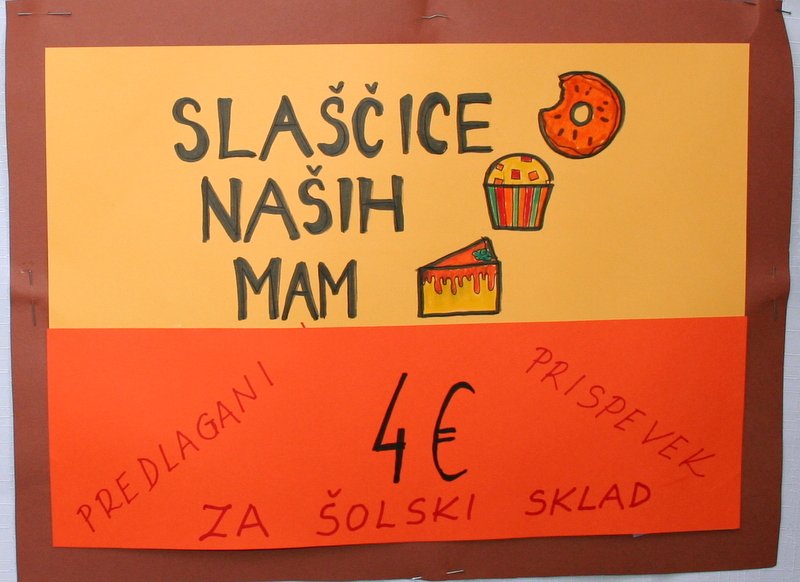 SLAŠČICE
NAŠIH
MAM
PREDLAGANI
4€
PRISPEVEK
ZA ŠOLSKI SKLAD